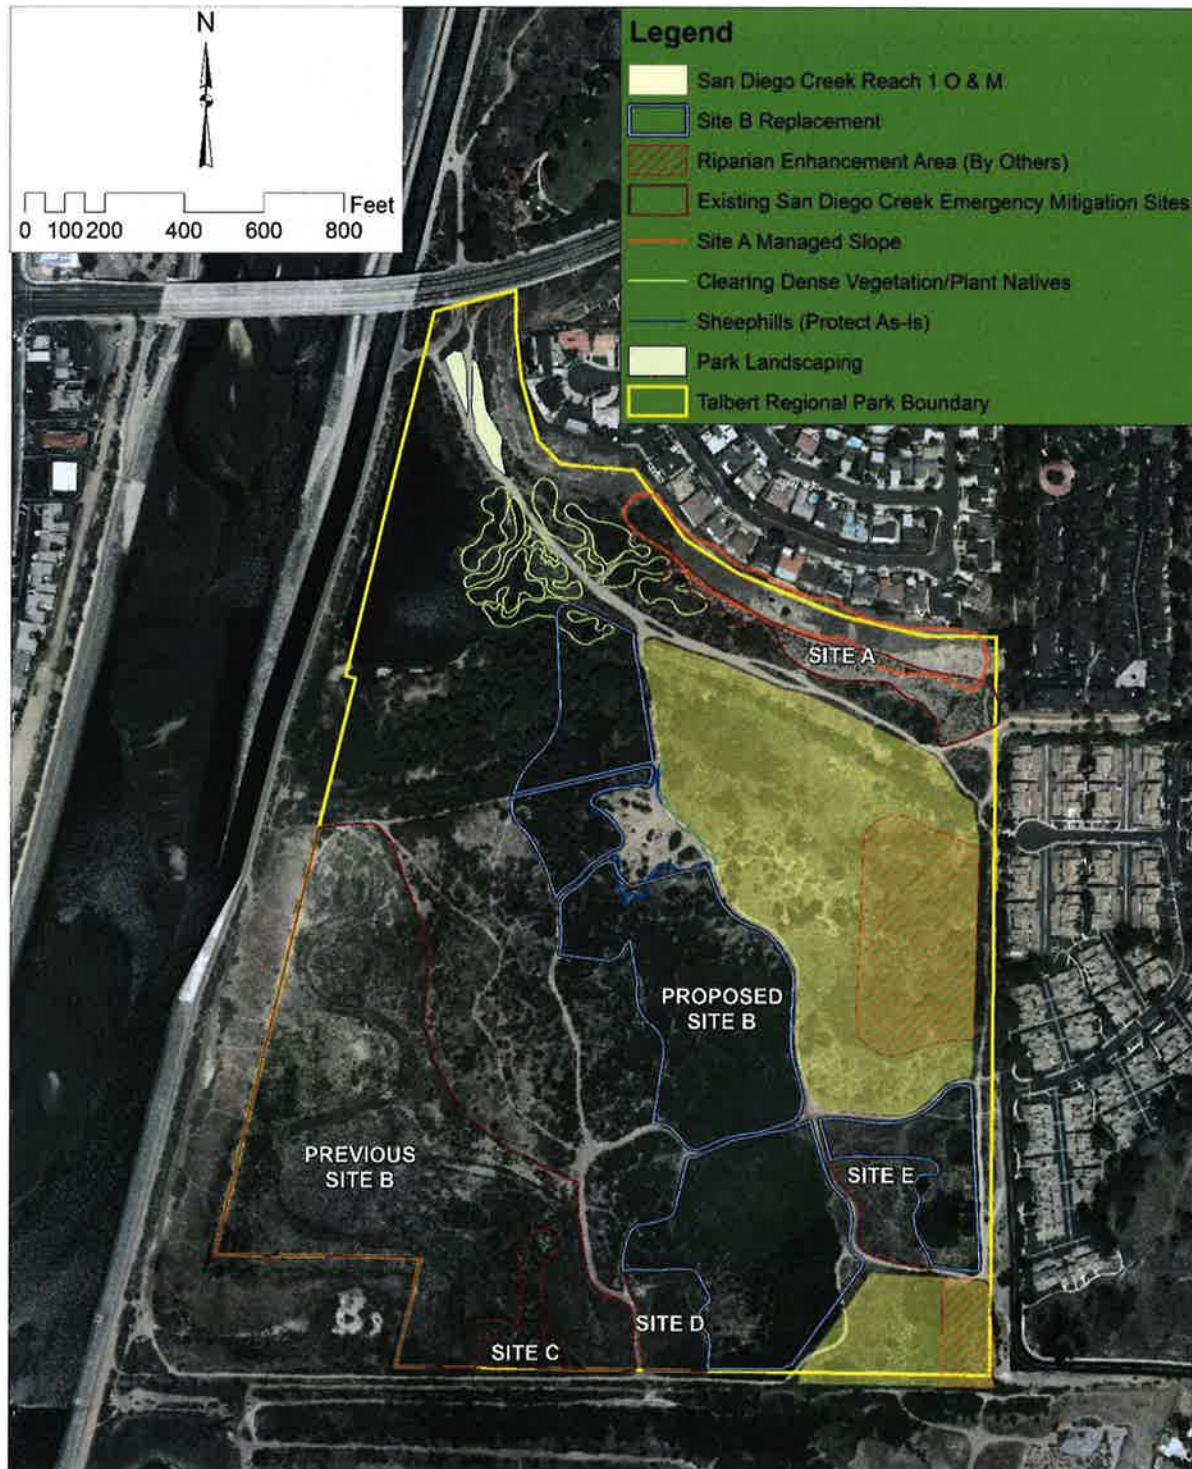 N
Feet
0 100 200 400 600 800
Legend
San Diego Creek Reach 1 O & M
Site B Replacement
Riparian Enhancement Area (By Others)
Existing San Diego Creek Emergency Mitigation Sites
Site A Managed Slope
Clearing Dense Vegetation/Plant Natives
Sheephills (Protect As-Is)
Park Landscaping
Talbert Regional Park Boundary
SITE A
PROPOSED
SITE B
PREVIOUS
SITE B
SITE E
SITE D
SITE C